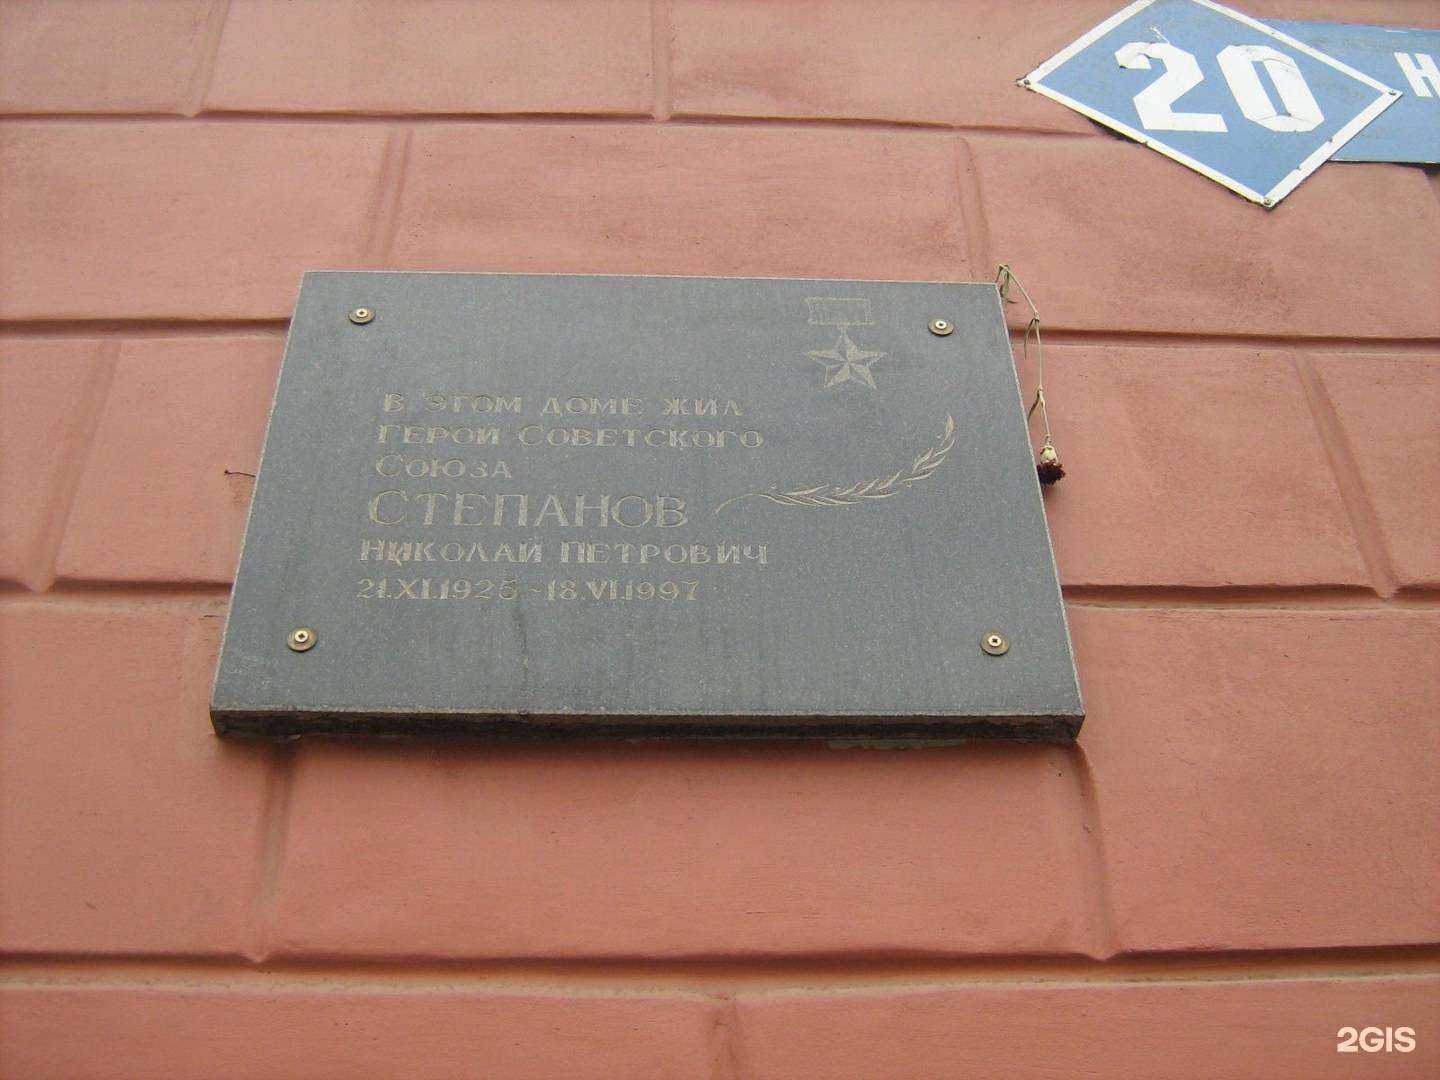 20
Н
В ЭТОМ ДОМЕ ЖИЛ
ГЕРОЙ СОВЕТСКОГО
СОЮЗА
СТЕПАНОВ
НИКОЛАЙ ПЕТРОВИЧ
21.XI.1925 - 18.VI.1997
2GIS